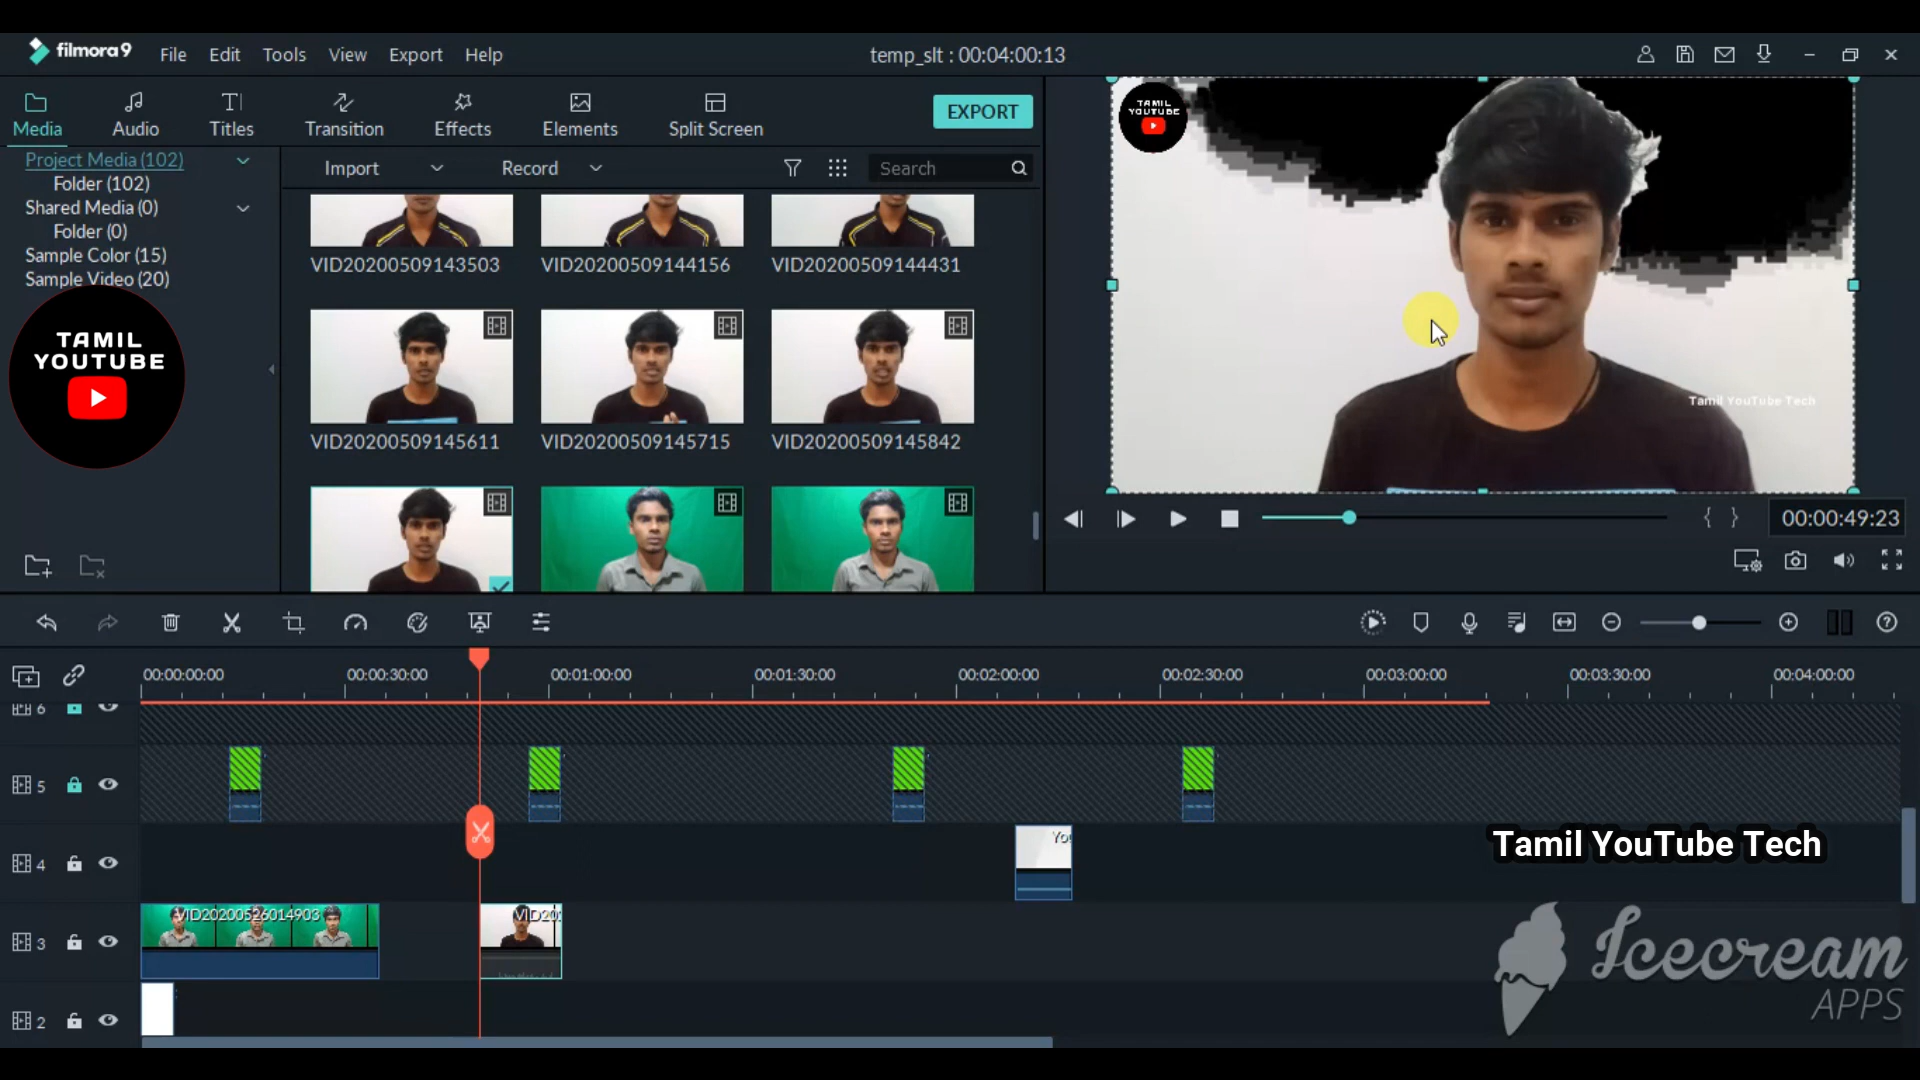 filmora9 File Edit Tools View Export Help temp_slt : 00:04:00:13
Media Audio Titles Transition Effects Elements Split Screen EXPORT
Project Media (102)
Folder (102)
Shared Media (0)
Folder (0)
Sample Color (15)
Sample Video (20)
TAMIL
YOUTUBE
Import Record Search
VID20200509143503 VID20200509144156 VID20200509144431
VID20200509145611 VID20200509145715 VID20200509145842
TAMIL
YOUTUBE
Tamil YouTube Tech
{ } 00:00:49:23
00:00:00:00 00:00:30:00 00:01:00:00 00:01:30:00 00:02:00:00 00:02:30:00 00:03:00:00 00:03:30:00 00:04:00:00
6
5
4 Yo
Tamil YouTube Tech
3 VID20200526014903 VID20
2
Icecream
APPS